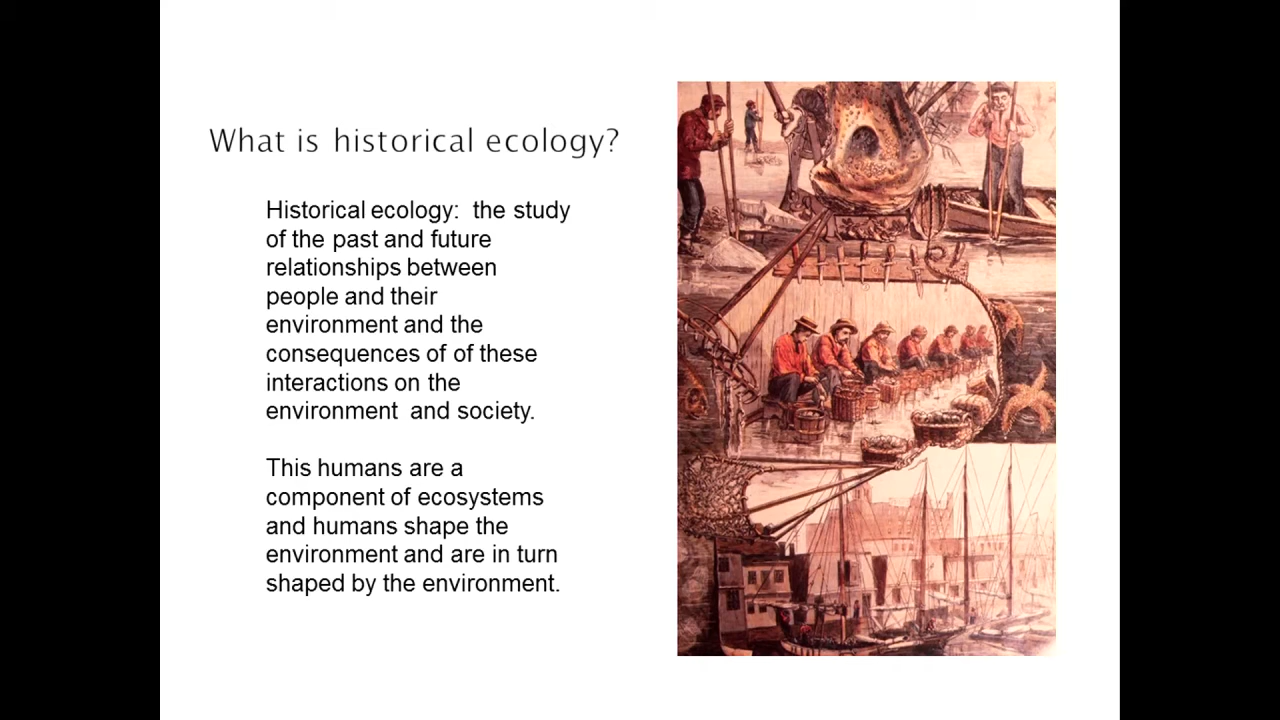 What is historical ecology?
Historical ecology:  the study
of the past and future
relationships between
people and their
environment and the
consequences of of these
interactions on the
environment  and society.
This humans are a
component of ecosystems
and humans shape the
environment and are in turn
shaped by the environment.